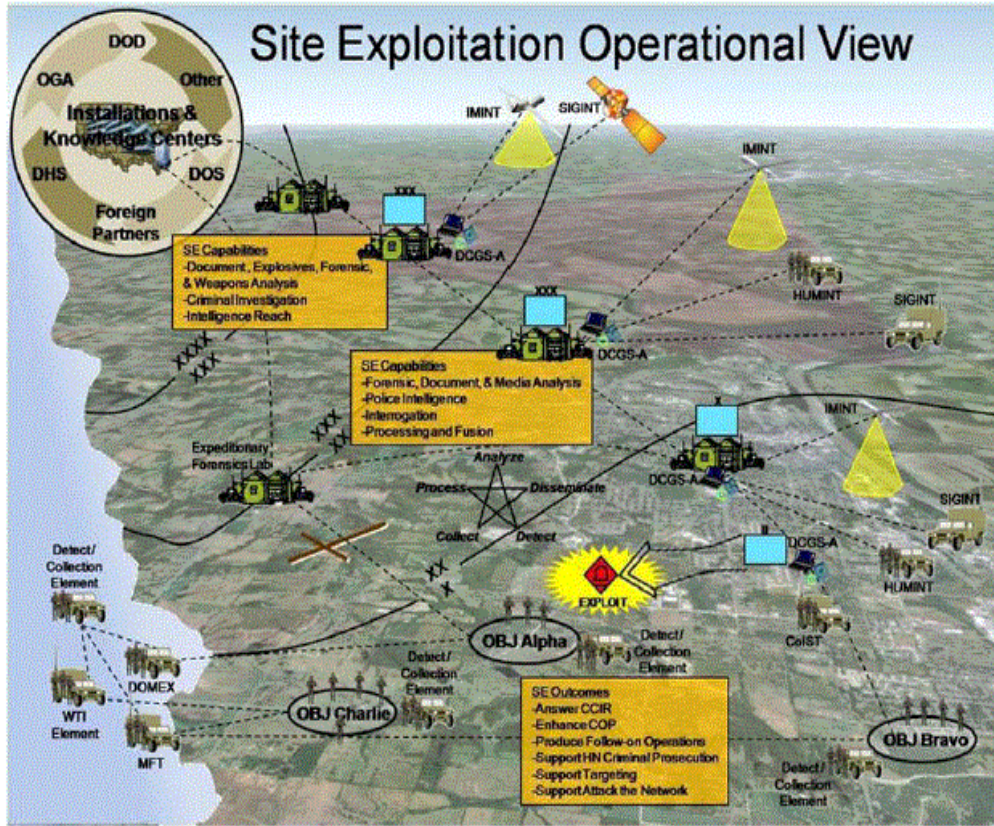 Site Exploitation Operational View
DOD
OGA
Other
Installations &
Knowledge Centers
DHS
DOS
Foreign
Partners
IMINT
SIGINT
IMINT
XXX
DCGS-A
SE Capabilities
-Document, Explosives, Forensic,
& Weapons Analysis
-Criminal Investigation
-Intelligence Reach
HUMINT
SIGINT
XXX
DCGS-A
XXXX
XXX
SE Capabilities
-Forensic, Document, & Media Analysis
-Police Intelligence
-Interrogation
-Processing and Fusion
X
IMINT
XXX
XX
Expeditionary
Forensics Lab
Analyze
Process
Disseminate
Collect
Detect
DCGS-A
SIGINT
HUMINT
II
DCGS-A
Detect/
Collection
Element
XX
X
EXPLOIT
CoIST
OBJ Alpha
Detect/
Collection
Element
DOMEX
Detect/
Collection
Element
WTI
Element
OBJ Charlie
MFT
SE Outcomes
-Answer CCIR
-Enhance COP
-Produce Follow-on Operations
-Support HN Criminal Prosecution
-Support Targeting
-Support Attack the Network
OBJ Bravo
Detect/
Collection
Element